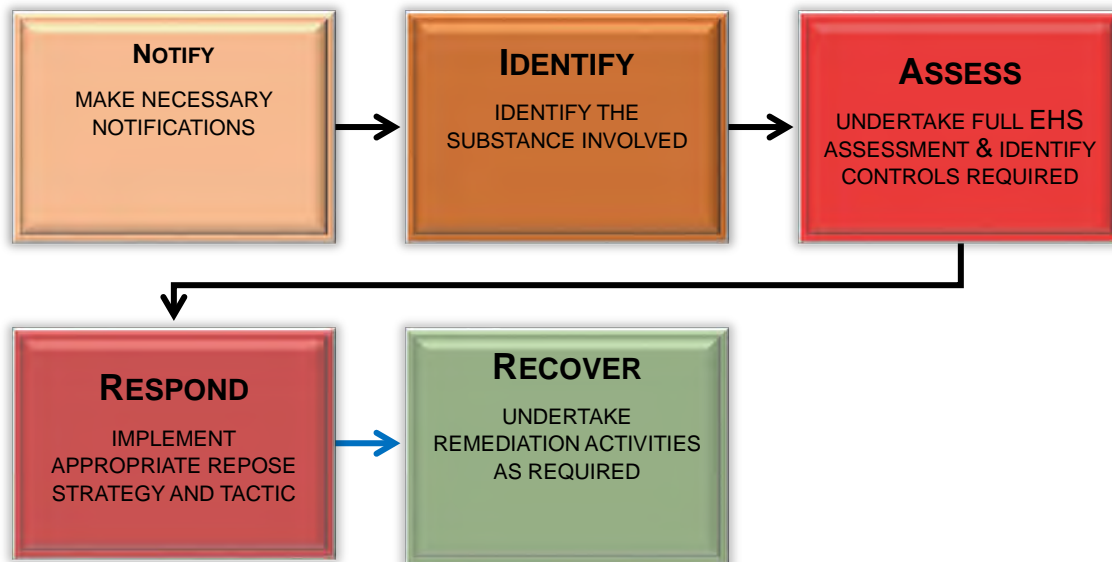 NOTIFY
MAKE NECESSARY
NOTIFICATIONS
IDENTIFY
IDENTIFY THE
SUBSTANCE INVOLVED
ASSESS
UNDERTAKE FULL EHS
ASSESSMENT & IDENTIFY
CONTROLS REQUIRED
RESPOND
IMPLEMENT
APPROPRIATE REPOSE
STRATEGY AND TACTIC
RECOVER
UNDERTAKE
REMEDIATION ACTIVITIES
AS REQUIRED